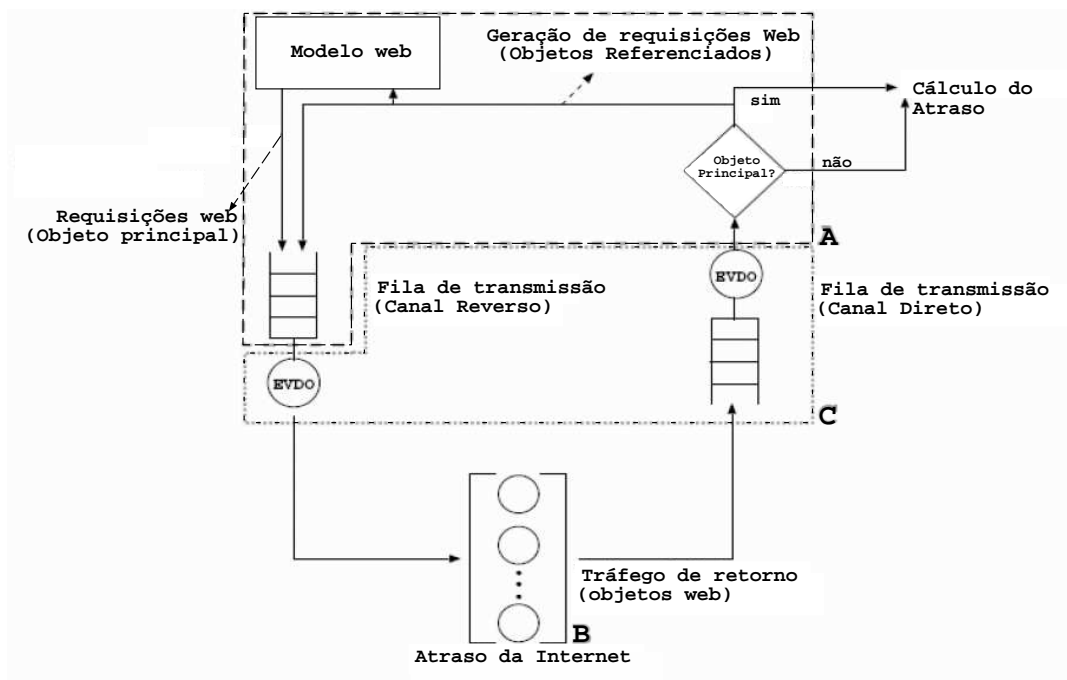 Modelo web
Geração de requisições Web
(Objetos Referenciados)
sim
Cálculo do
Atraso
Objeto
Principal?
não
Requisições web
(Objeto principal)
A
EVDO
Fila de transmissão
(Canal Reverso)
Fila de transmissão
(Canal Direto)
EVDO
C
Tráfego de retorno
(objetos web)
B
Atraso da Internet